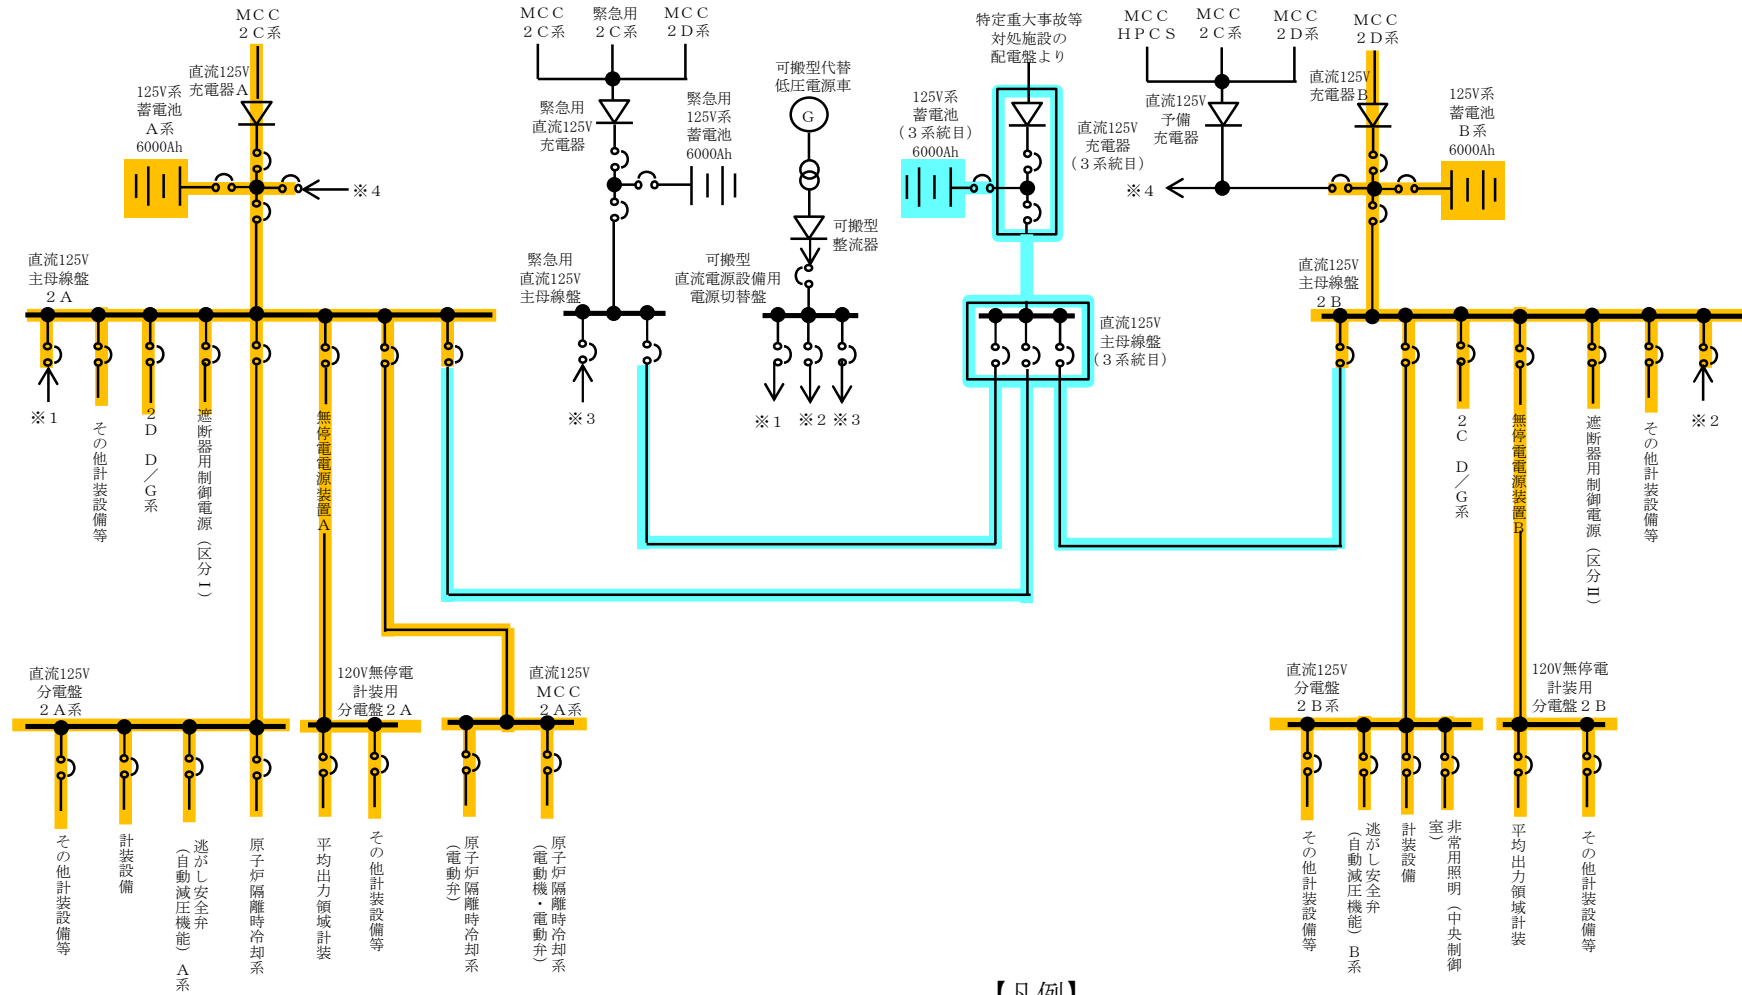 ＭＣＣ
２Ｃ系
直流125V
充電器Ａ
125V系
蓄電池
Ａ系
6000Ah
※４
直流125V
主母線盤
２Ａ
※１
その他計装設備等
２Ｄ　Ｄ／Ｇ系
遮断器用制御電源（区分Ⅰ）
無停電電源装置Ａ
ＭＣＣ
２Ｃ系
緊急用
２Ｃ系
ＭＣＣ
２Ｄ系
緊急用
直流125V
充電器
緊急用
125V系
蓄電池
6000Ah
緊急用
直流125V
主母線盤
※３
可搬型代替
低圧電源車
G
可搬型
整流器
可搬型
直流電源設備用
電源切替盤
※１
※２
※３
特定重大事故等
対処施設の
配電盤より
125V系
蓄電池
（３系統目）
6000Ah
直流125V
充電器
（３系統目）
直流125V
主母線盤
（３系統目）
ＭＣＣ
ＨＰＣＳ
ＭＣＣ
２Ｃ系
ＭＣＣ
２Ｄ系
直流125V
予備
充電器
※４
ＭＣＣ
２Ｄ系
直流125V
充電器Ｂ
125V系
蓄電池
Ｂ系
6000Ah
直流125V
主母線盤
２Ｂ
２Ｃ　Ｄ／Ｇ系
無停電電源装置Ｂ
遮断器用制御電源（区分Ⅱ）
その他計装設備等
※２
直流125V
分電盤
２Ａ系
120V無停電
計装用
分電盤２Ａ
直流125V
ＭＣＣ
２Ａ系
その他計装設備等
計装設備
逃がし安全弁
（自動減圧機能）Ａ系
原子炉隔離時冷却系
平均出力領域計装
その他計装設備等
原子炉隔離時冷却系
（電動弁）
原子炉隔離時冷却系
（電動機・電動弁）
直流125V
分電盤
２Ｂ系
120V無停電
計装用
分電盤２Ｂ
その他計装設備等
逃がし安全弁
（自動減圧機能）Ｂ系
計装設備
非常用照明（中央制御
室）
平均出力領域計装
その他計装設備等
【凡例】